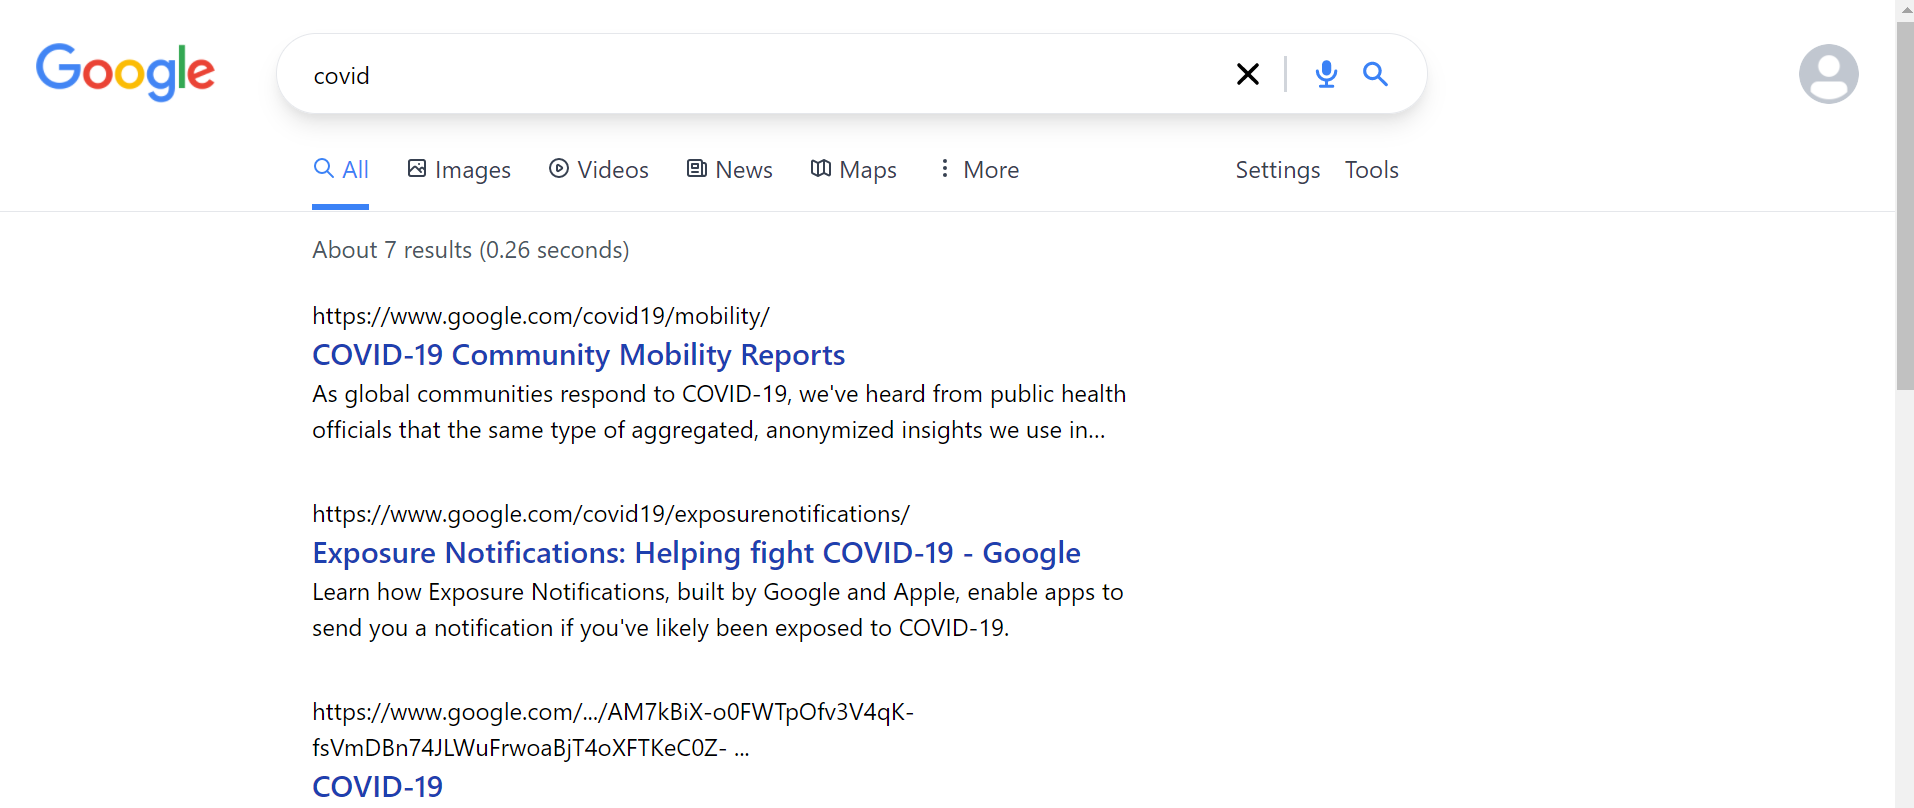 Google
covid
All Images Videos News Maps More Settings Tools
About 7 results (0.26 seconds)
https://www.google.com/covid19/mobility/
COVID-19 Community Mobility Reports
As global communities respond to COVID-19, we've heard from public health
officials that the same type of aggregated, anonymized insights we use in...
https://www.google.com/covid19/exposurenotifications/
Exposure Notifications: Helping fight COVID-19 - Google
Learn how Exposure Notifications, built by Google and Apple, enable apps to
send you a notification if you've likely been exposed to COVID-19.
https://www.google.com/.../AM7kBiX-o0FWTpOfv3V4qK-
fsVmDBn74JLWuFrwoaBjT4oXFTKeC0Z- ...
COVID-19